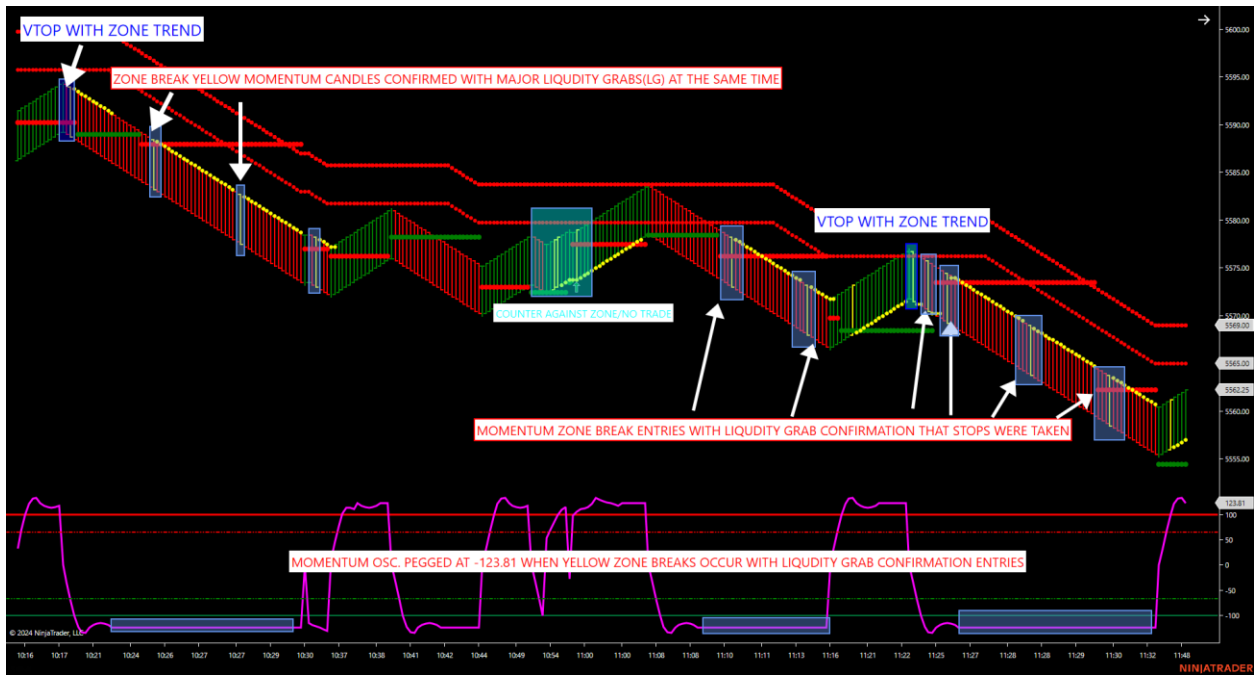 VTOP WITH ZONE TREND
ZONE BREAK YELLOW MOMENTUM CANDLES CONFIRMED WITH MAJOR LIQUDITY GRABS(LG) AT THE SAME TIME
VTOP WITH ZONE TREND
COUNTER AGAINST ZONE/NO TRADE
MOMENTUM ZONE BREAK ENTRIES WITH LIQUDITY GRAB CONFIRMATION THAT STOPS WERE TAKEN
5600.00
5595.00
5590.00
5585.00
5580.00
5575.00
5570.00
5569.00
5565.00
5562.25
5560.00
5555.00
123.81
100
50
0
-50
-100
MOMENTUM OSC. PEGGED AT -123.81 WHEN YELLOW ZONE BREAKS OCCUR WITH LIQUDITY GRAB CONFIRMATION ENTRIES
© 2024 NinjaTrader, LLC
10:16 10:17 10:21 10:24 10:26 10:27 10:27 10:29 10:30 10:37 10:38 10:41 10:44 10:49 10:54 11:00 11:00 11:08 11:08 11:10 11:11 11:13 11:16 11:21 11:22 11:25 11:27 11:28 11:28 11:29 11:30 11:32 11:48
NINJATRADER